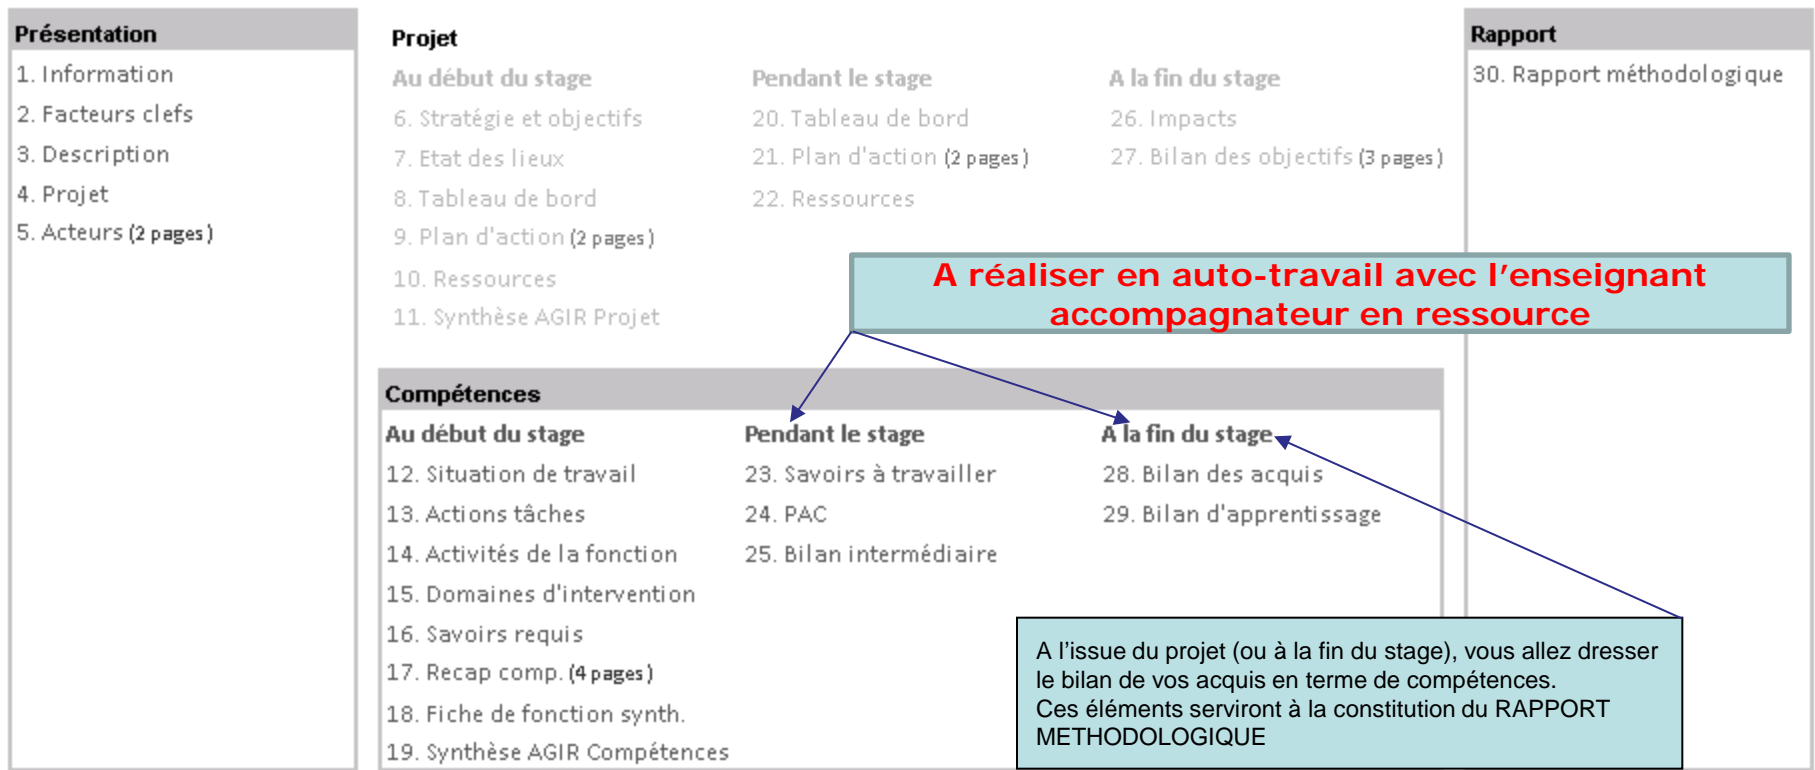 Présentation
1. Information
2. Facteurs clefs
3. Description
4. Projet
5. Acteurs (2 pages)
Projet
Au début du stage
6. Stratégie et objectifs
7. Etat des lieux
8. Tableau de bord
9. Plan d'action (2 pages)
10. Ressources
11. Synthèse AGIR Projet
Pendant le stage
20. Tableau de bord
21. Plan d'action (2 pages)
22. Ressources
A la fin du stage
26. Impacts
27. Bilan des objectifs (3 pages)
Rapport
30. Rapport méthodologique
A réaliser en auto-travail avec l’enseignant
accompagnateur en ressource
Compétences
Au début du stage
12. Situation de travail
13. Actions tâches
14. Activités de la fonction
15. Domaines d'intervention
16. Savoirs requis
17. Recap comp. (4 pages)
18. Fiche de fonction synth.
19. Synthèse AGIR Compétences
Pendant le stage
23. Savoirs à travailler
24. PAC
25. Bilan intermédiaire
A la fin du stage
28. Bilan des acquis
29. Bilan d'apprentissage
A l’issue du projet (ou à la fin du stage), vous allez dresser
le bilan de vos acquis en terme de compétences.
Ces éléments serviront à la constitution du RAPPORT
METHODOLOGIQUE